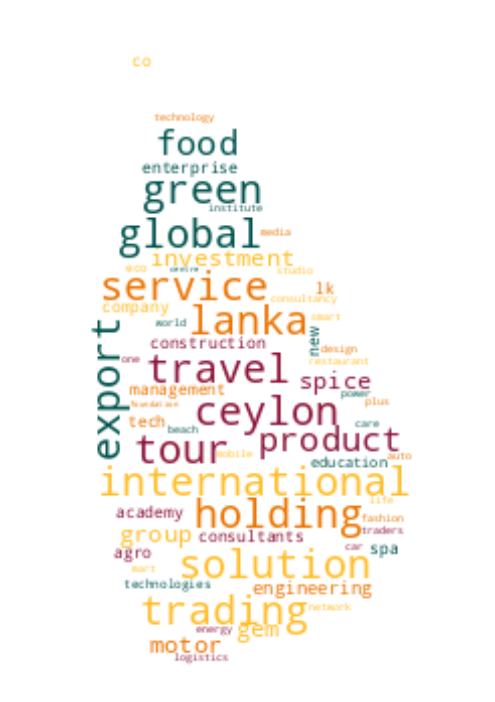 co
technology
food
enterprise
green
institute
global
media
investment
eco
centre
studio
service
lk
consultancy
company
lanka
smart
world
new
export
construction
design
one
travel
restaurant
spice
management
power
plus
foundation
ceylon
tech
beach
care
product
tour
mobile
auto
education
international
life
academy
holding
fashion
traders
group
consultants
car
spa
agro
solution
mart
technologies
engineering
trading
network
energy
gem
motor
logistics